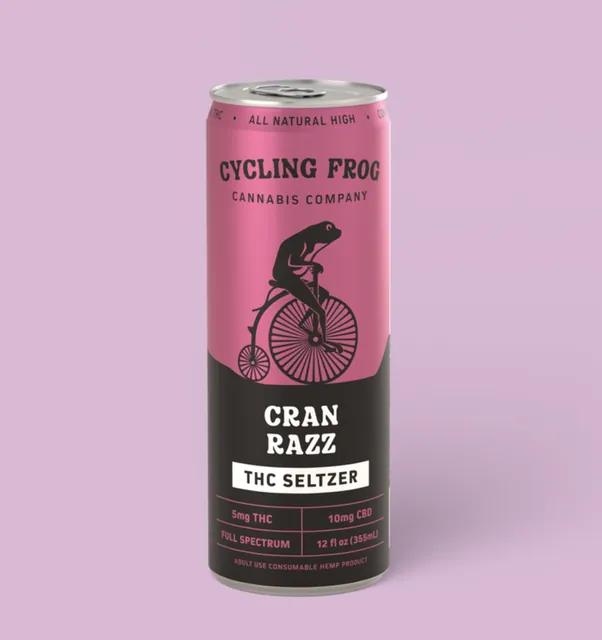 THC • ALL NATURAL HIGH •
CYCLING FROG
CANNABIS COMPANY
CRAN
RAZZ
THC SELTZER
5mg THC 10mg CBD
FULL SPECTRUM 12 fl oz (355mL)
ADULT USE CONSUMABLE HEMP PRODUCT